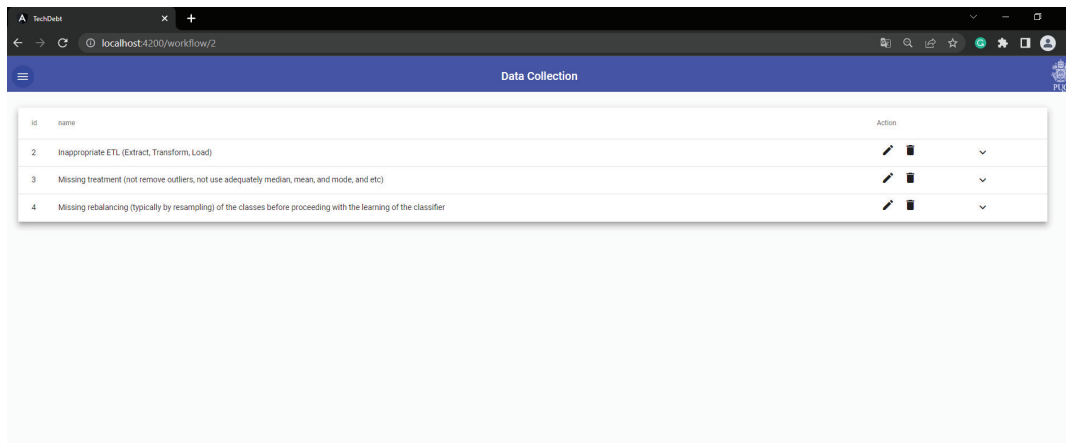 TechDebt
localhost:4200/workflow/2
Data Collection
PUC
id name Action
2 Inappropriate ETL (Extract, Transform, Load)
3 Missing treatment (not remove outliers, not use adequately median, mean, and mode, and etc)
4 Missing rebalancing (typically by resampling) of the classes before proceeding with the learning of the classifier